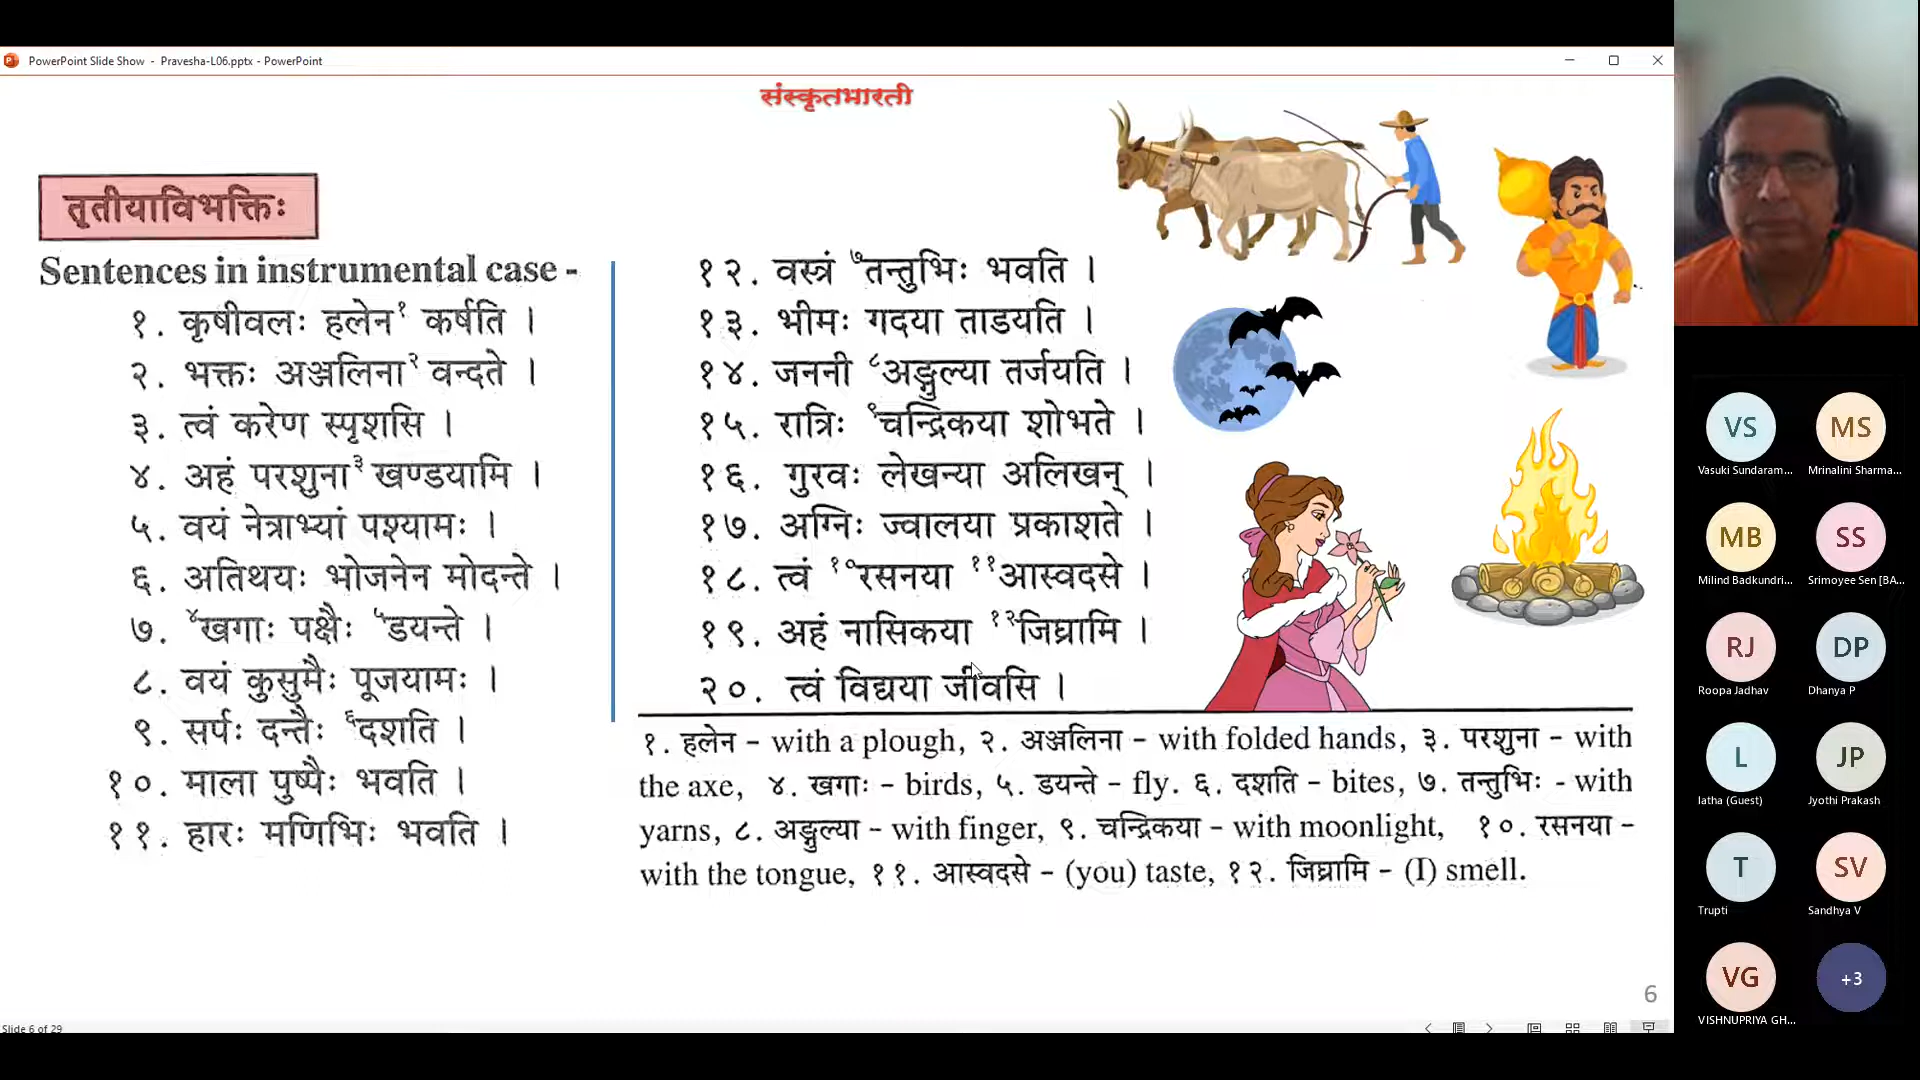 PowerPoint Slide Show - Pravesha-L06.pptx - PowerPoint
संस्कृतभारती
तृतीयाविभक्तिः
Sentences in instrumental case -
१. कृषीवलः हलेन¹ कर्षति ।
२. भक्तः अञ्जलिना² वन्दते ।
३. त्वं करेण स्पृशसि ।
४. अहं परशुना³ खण्डयामि ।
५. वयं नेत्राभ्यां पश्यामः ।
६. अतिथयः भोजनेन मोदन्ते ।
७. ⁴खगाः पक्षैः ⁵डयन्ते ।
८. वयं कुसुमैः पूजयामः ।
९. सर्पः दन्तैः ⁶दशति ।
१०. माला पुष्पैः भवति ।
११. हारः मणिभिः भवति ।
१२. वस्त्रं ⁷तन्तुभिः भवति ।
१३. भीमः गदया ताडयति ।
१४. जननी ⁸अङ्गुल्या तर्जयति ।
१५. रात्रिः ⁹चन्द्रिकया शोभते ।
१६. गुरवः लेखन्या अलिखन् ।
१७. अग्निः ज्वालया प्रकाशते ।
१८. त्वं ¹⁰रसनया ¹¹आस्वदसे ।
१९. अहं नासिकया ¹²जिघ्रामि ।
२०. त्वं विद्यया जीवसि ।
१. हलेन – with a plough, २. अञ्जलिना – with folded hands, ३. परशुना – with
the axe, ४. खगाः – birds, ५. डयन्ते – fly. ६. दशति – bites, ७. तन्तुभिः - with
yarns, ८. अङ्गुल्या – with finger, ९. चन्द्रिकया – with moonlight, १०. रसनया –
with the tongue, ११. आस्वदसे – (you) taste, १२. जिघ्रामि – (I) smell.
6
Slide 6 of 29
VS
Vasuki Sundaram...
MS
Mrinalini Sharma...
MB
Milind Badkundri...
SS
Srimoyee Sen [BA...
RJ
Roopa Jadhav
DP
Dhanya P
L
latha (Guest)
JP
Jyothi Prakash
T
Trupti
SV
Sandhya V
VG
VISHNUPRIYA GH...
+3